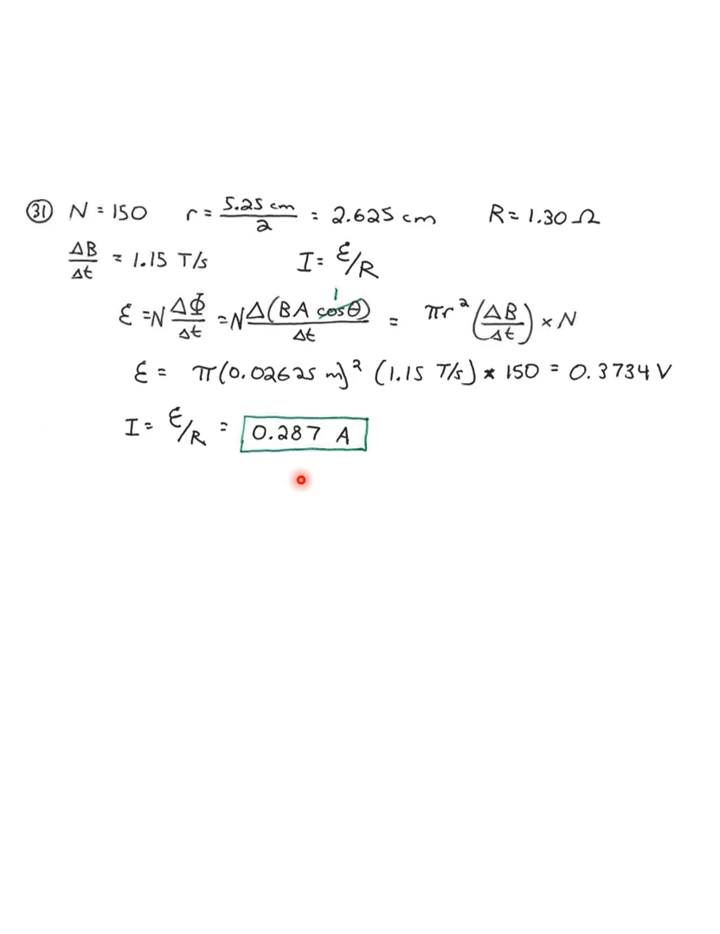 31 N = 150 r = 5.25 cm / 2 = 2.625 cm R = 1.30 Ω
ΔB/Δt = 1.15 T/s I = ε/R
ε = N ΔΦ/Δt = N Δ(BA cosθ)/Δt = πr² (ΔB/Δt) × N
1
ε = π(0.02625 m)² (1.15 T/s) * 150 = 0.3734 V
I = ε/R = 0.287 A